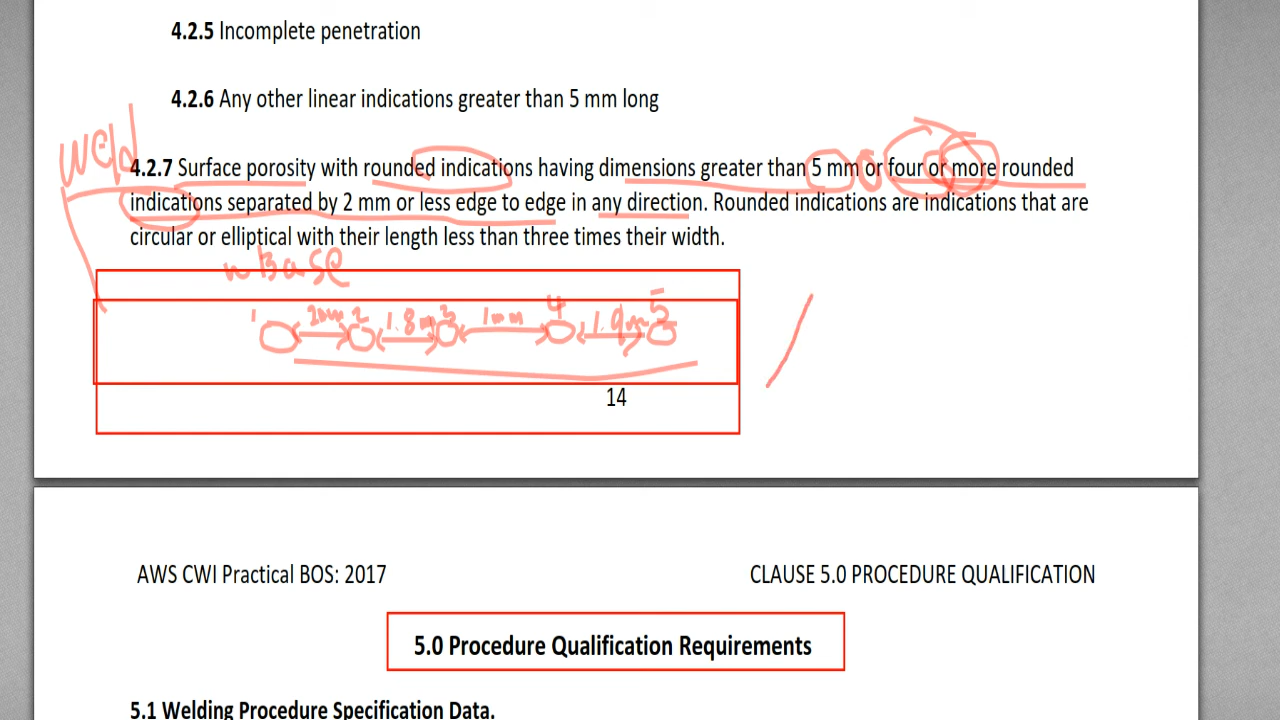 4.2.5 Incomplete penetration
4.2.6 Any other linear indications greater than 5 mm long
weld
4.2.7 Surface porosity with rounded indications having dimensions greater than 5 mm or four or more rounded
indications separated by 2 mm or less edge to edge in any direction. Rounded indications are indications that are
circular or elliptical with their length less than three times their width.
Base
1 2mm 2 1.8m 3 1mm 4 1.9m 5
14
AWS CWI Practical BOS: 2017 CLAUSE 5.0 PROCEDURE QUALIFICATION
5.0 Procedure Qualification Requirements
5.1 Welding Procedure Specification Data.